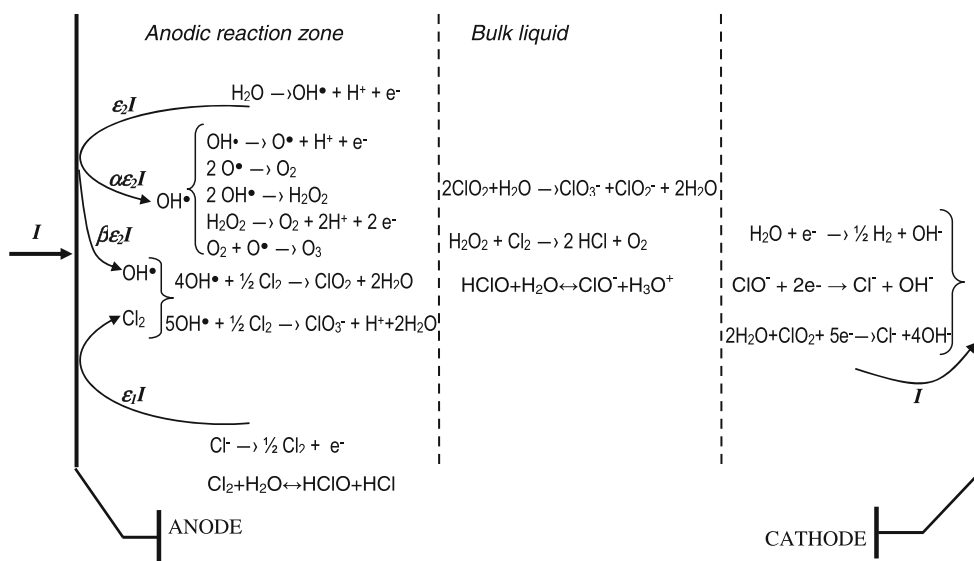 Anodic reaction zone
Bulk liquid
H₂O —›OH• + H⁺ + e⁻
ε₂I
OH• —› O• + H⁺ + e⁻
2 O• —› O₂
2 OH• —› H₂O₂
H₂O₂ —› O₂ + 2H⁺ + 2 e⁻
O₂ + O• —› O₃
αε₂I
OH•
I
βε₂I
OH•
Cl₂
4OH• + ½ Cl₂ —› ClO₂ + 2H₂O
5OH• + ½ Cl₂ —› ClO₃⁻ + H⁺+2H₂O
ε₁I
Cl⁻ —› ½ Cl₂ + e⁻
Cl₂+H₂O↔HClO+HCl
ANODE
2ClO₂+H₂O —›ClO₃⁻ +ClO₂⁻ + 2H₂O
H₂O₂ + Cl₂ —› 2 HCl + O₂
HClO+H₂O↔ClO⁻+H₃O⁺
H₂O + e⁻ —› ½ H₂ + OH⁻
ClO⁻ + 2e⁻ → Cl⁻ + OH⁻
2H₂O+ClO₂+ 5e⁻—›Cl⁻ +4OH⁻
I
CATHODE